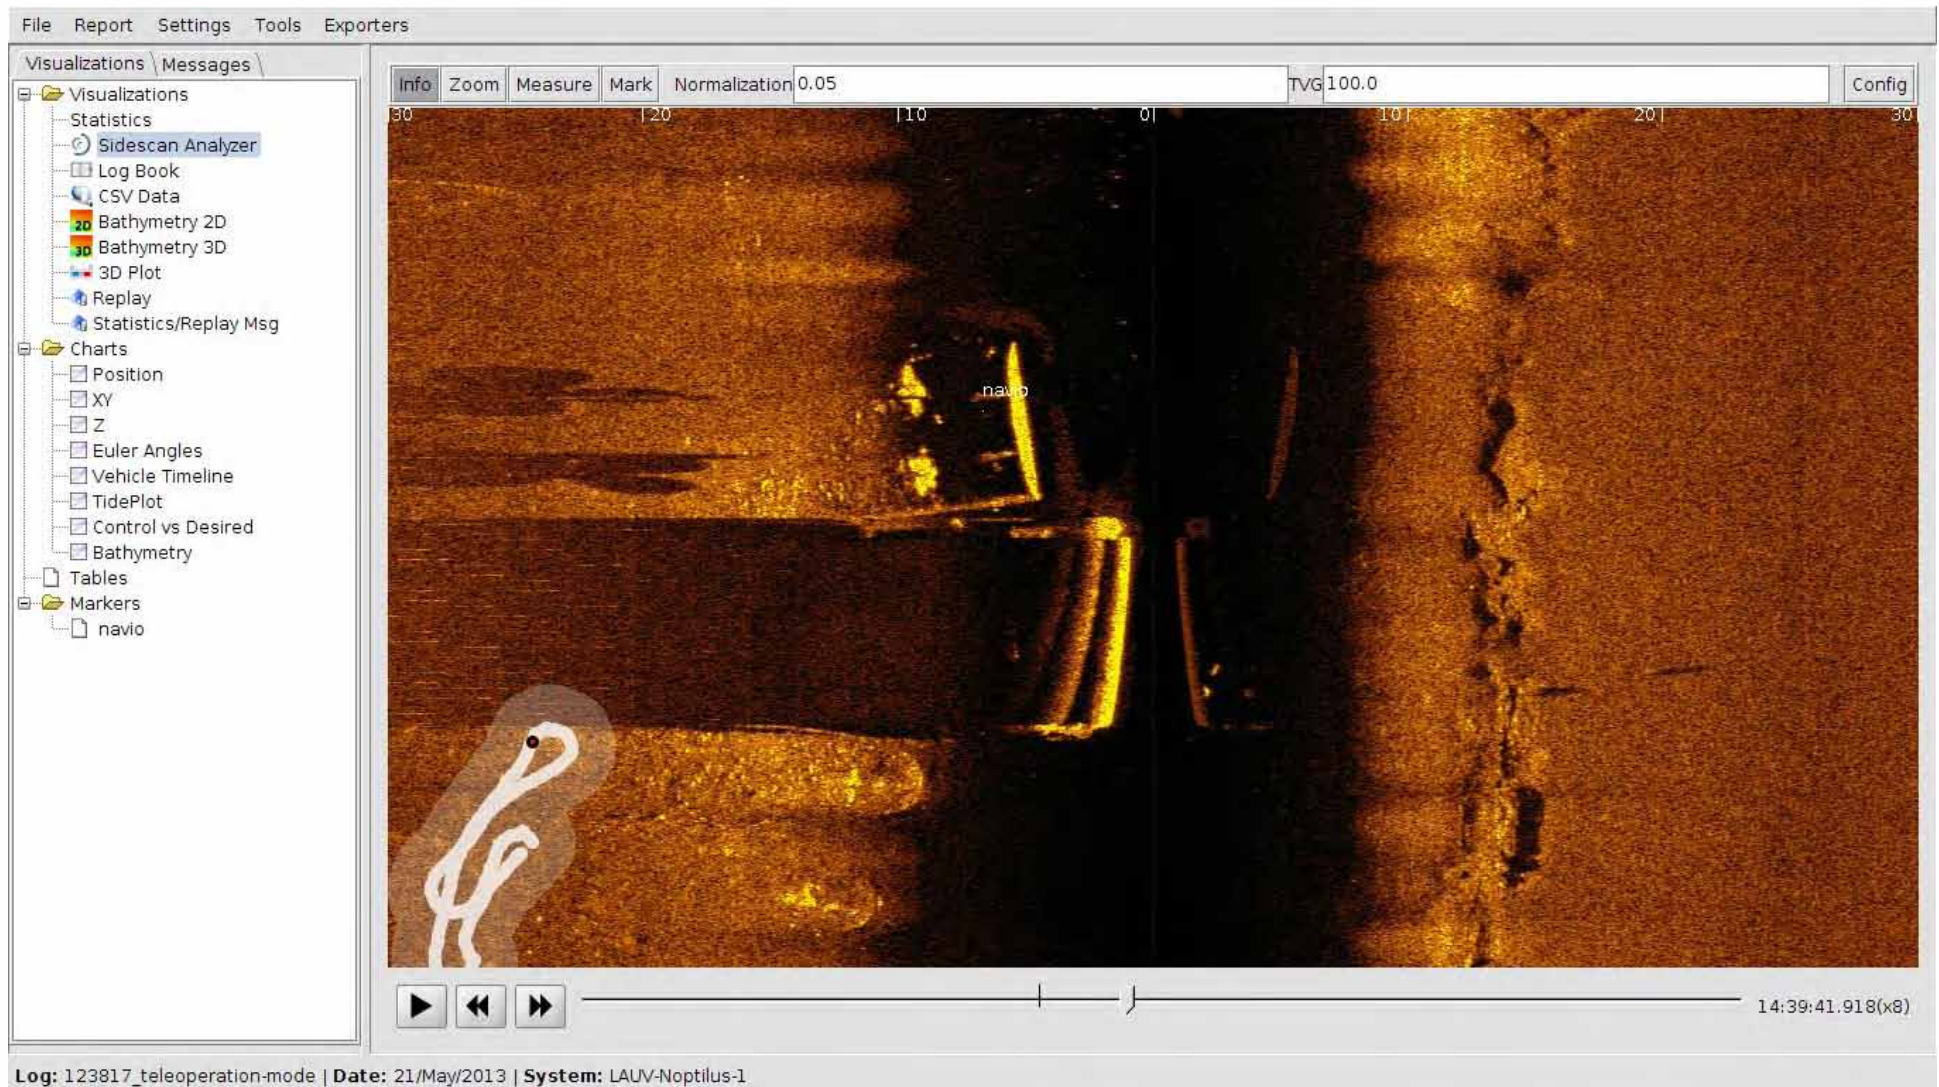 File Report Settings Tools Exporters
Visualizations Messages
Visualizations
Statistics
Sidescan Analyzer
Log Book
CSV Data
2D Bathymetry 2D
3D Bathymetry 3D
3D Plot
Replay
Statistics/Replay Msg
Charts
Position
XY
Z
Euler Angles
Vehicle Timeline
TidePlot
Control vs Desired
Bathymetry
Tables
Markers
navio
Info Zoom Measure Mark Normalization 0.05 TVG 100.0 Config
|30 |20 |10 0| 10| 20| 30|
navio
14:39:41.918(x8)
Log: 123817_teleoperation-mode | Date: 21/May/2013 | System: LAUV-Noptilus-1